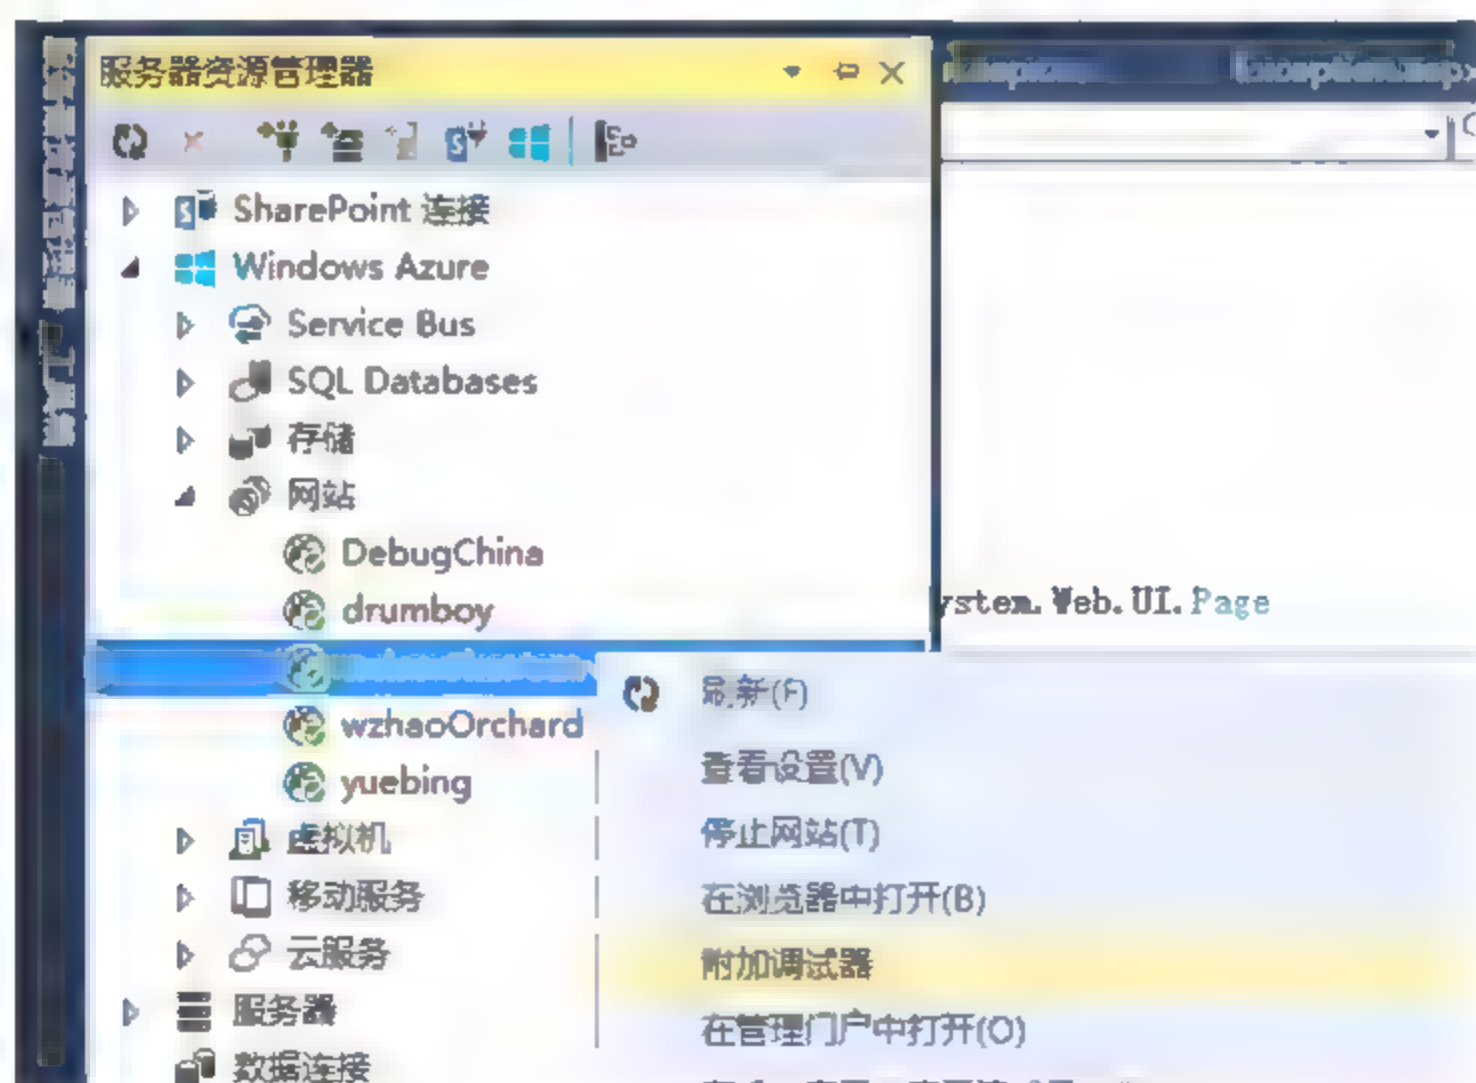 服务器资源管理器
SharePoint 连接
Windows Azure
Service Bus
SQL Databases
存储
网站
DebugChina
drumboy
ystem.Web.UI.Page
刷新(F)
wzhaoOrchard
查看设置(V)
yuebing
停止网站(T)
虚拟机
在浏览器中打开(B)
移动服务
云服务
附加调试器
服务器
在管理门户中打开(O)
数据连接